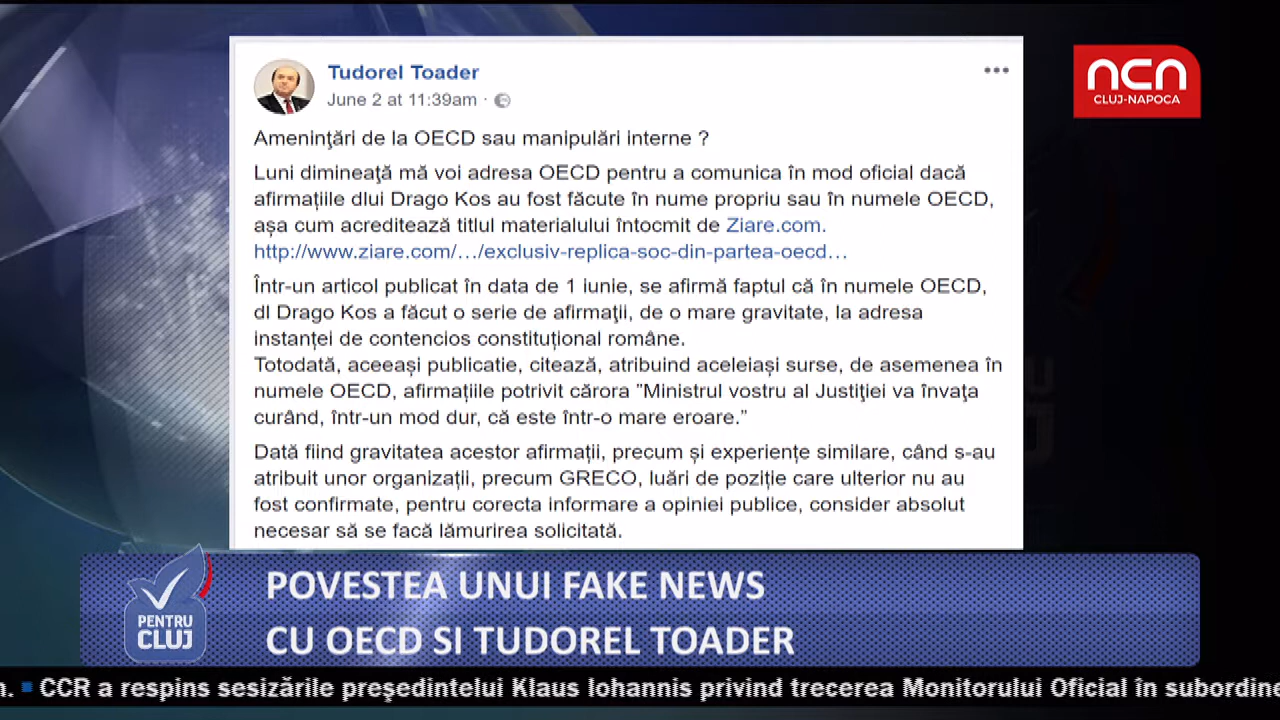 Tudorel Toader
June 2 at 11:39am ·
Ameninţări de la OECD sau manipulări interne ?
Luni dimineaţă mă voi adresa OECD pentru a comunica în mod oficial dacă
afirmațiile dlui Drago Kos au fost făcute în nume propriu sau în numele OECD,
așa cum acreditează titlul materialului întocmit de Ziare.com.
http://www.ziare.com/…/exclusiv-replica-soc-din-partea-oecd…
Într-un articol publicat în data de 1 iunie, se afirmă faptul că în numele OECD,
dl Drago Kos a făcut o serie de afirmaţii, de o mare gravitate, la adresa
instanței de contencios constituțional române.
Totodată, aceeași publicatie, citează, atribuind aceleiași surse, de asemenea în
numele OECD, afirmațiile potrivit cărora "Ministrul vostru al Justiţiei va învaţa
curând, într-un mod dur, că este într-o mare eroare."
Dată fiind gravitatea acestor afirmații, precum și experiențe similare, când s-au
atribuit unor organizații, precum GRECO, luări de poziție care ulterior nu au
fost confirmate, pentru corecta informare a opiniei publice, consider absolut
necesar să se facă lămurirea solicitată.
ncn
CLUJ-NAPOCA
PENTRU
CLUJ
POVESTEA UNUI FAKE NEWS
CU OECD SI TUDOREL TOADER
n. ▪ CCR a respins sesizările preşedintelui Klaus Iohannis privind trecerea Monitorului Oficial în subordine